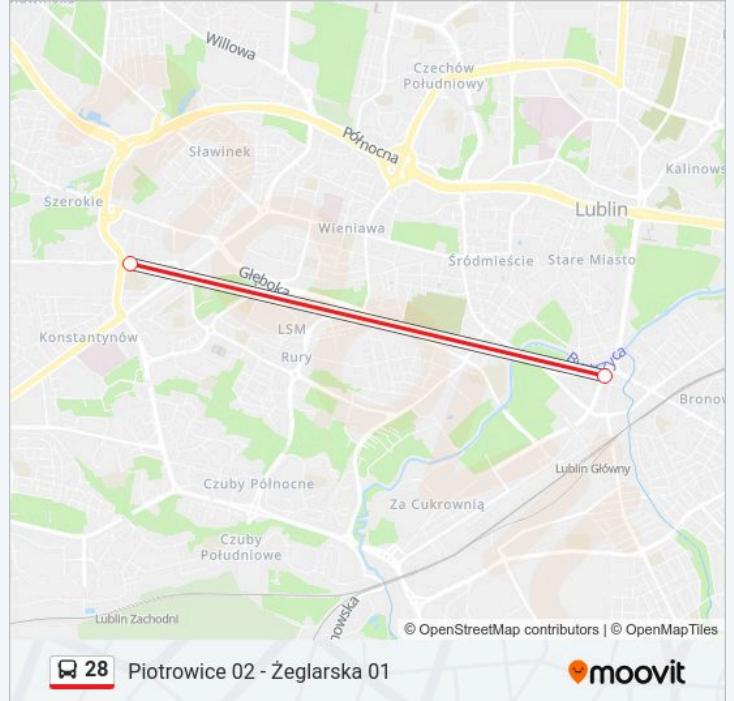 Willowa
Czechów
Południowy
Północna
Sławinek
Kalinows
Szerokie
Lublin
Wieniawa
Śródmieście
Stare Miasto
Głęboka
LSM
Konstantynów
Rury
Bronow
Lublin Główny
Czuby Północne
Za Cukrownią
Czuby
Południowe
Lublin Zachodni
nowska
© OpenStreetMap contributors | © OpenMapTiles
28 Piotrowice 02 - Żeglarska 01
moovit